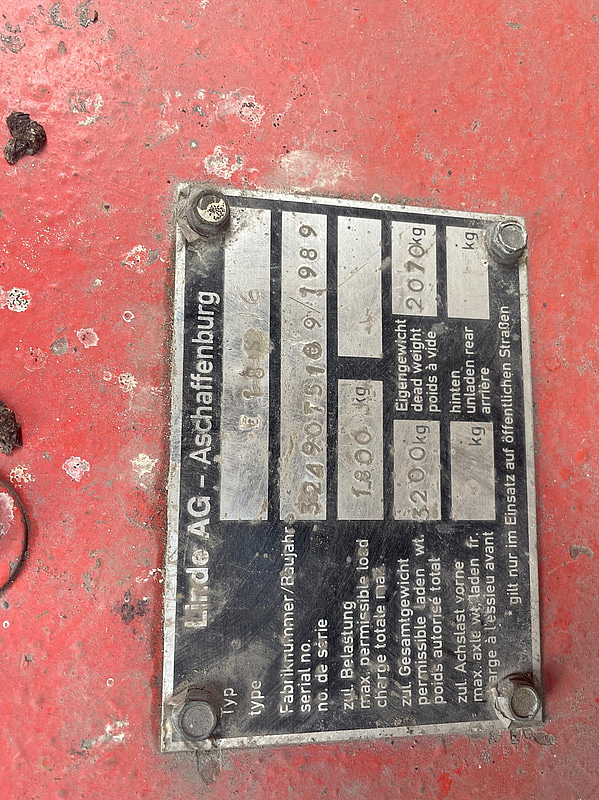 Linde AG - Aschaffenburg
Typ
type
Fabriknummer/Baujahr
serial no.
no. de série
zul. Belastung
max. permissible load 1800 kg
charge totale max.
zul. Gesamtgewicht Eigengewicht
permissible laden wt. 3200 kg dead weight kg
poids autorisé total poids à vide
zul. Achslast vorne hinten
max. axle wt. laden fr. kg unladen rear kg
charge à l'essieu avant arrière
gilt nur im Einsatz auf öffentlichen Straßen